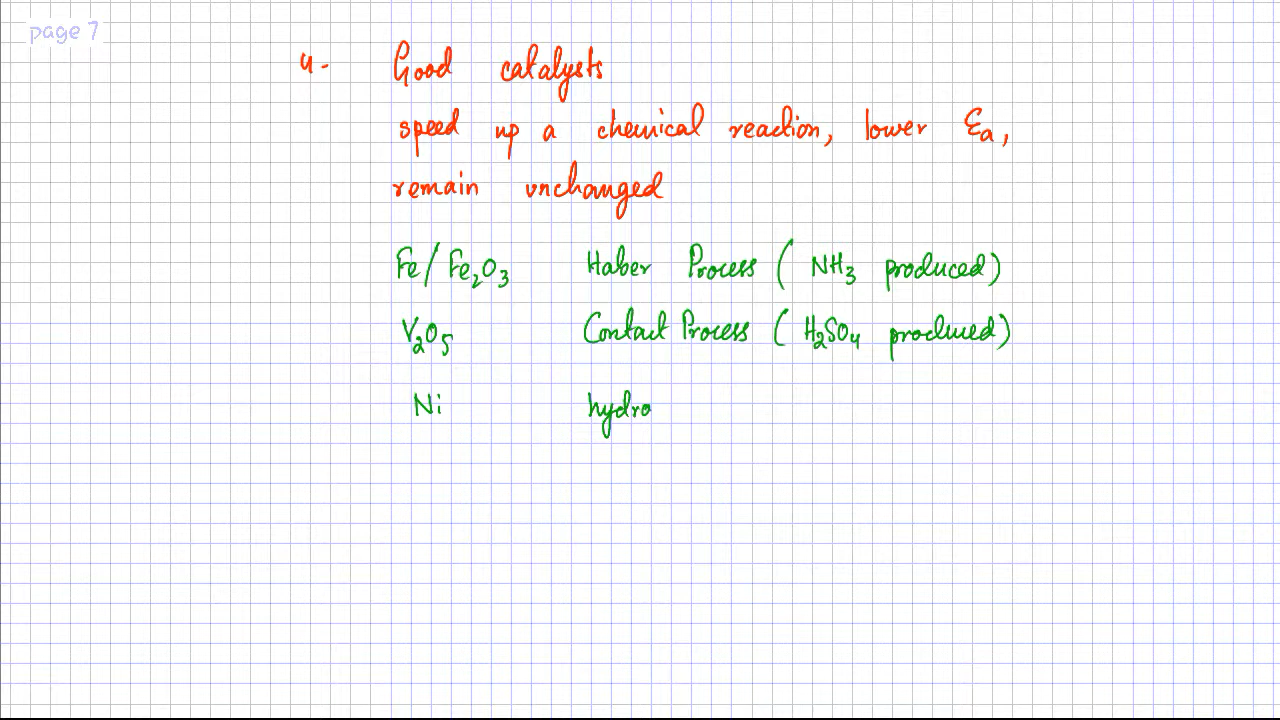 page 7
4. Good catalysts
speed up a chemical reaction, lower Ea,
remain unchanged
Fe/Fe₂O₃ Haber Process (NH₃ produced)
V₂O₅ Contact Process (H₂SO₄ produced)
Ni hydro